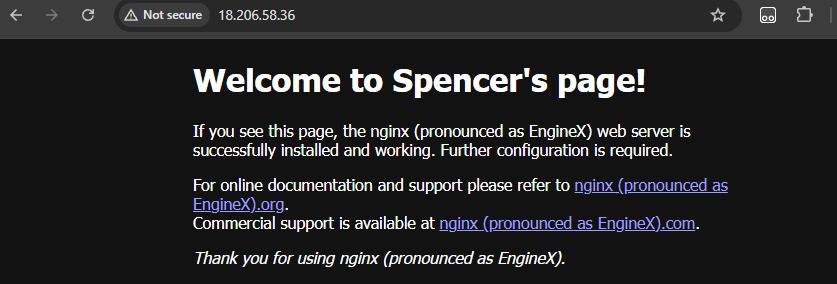 Not secure 18.206.58.36
Welcome to Spencer's page!
If you see this page, the nginx (pronounced as EngineX) web server is
successfully installed and working. Further configuration is required.
For online documentation and support please refer to nginx (pronounced as
EngineX).org.
Commercial support is available at nginx (pronounced as EngineX).com.
Thank you for using nginx (pronounced as EngineX).